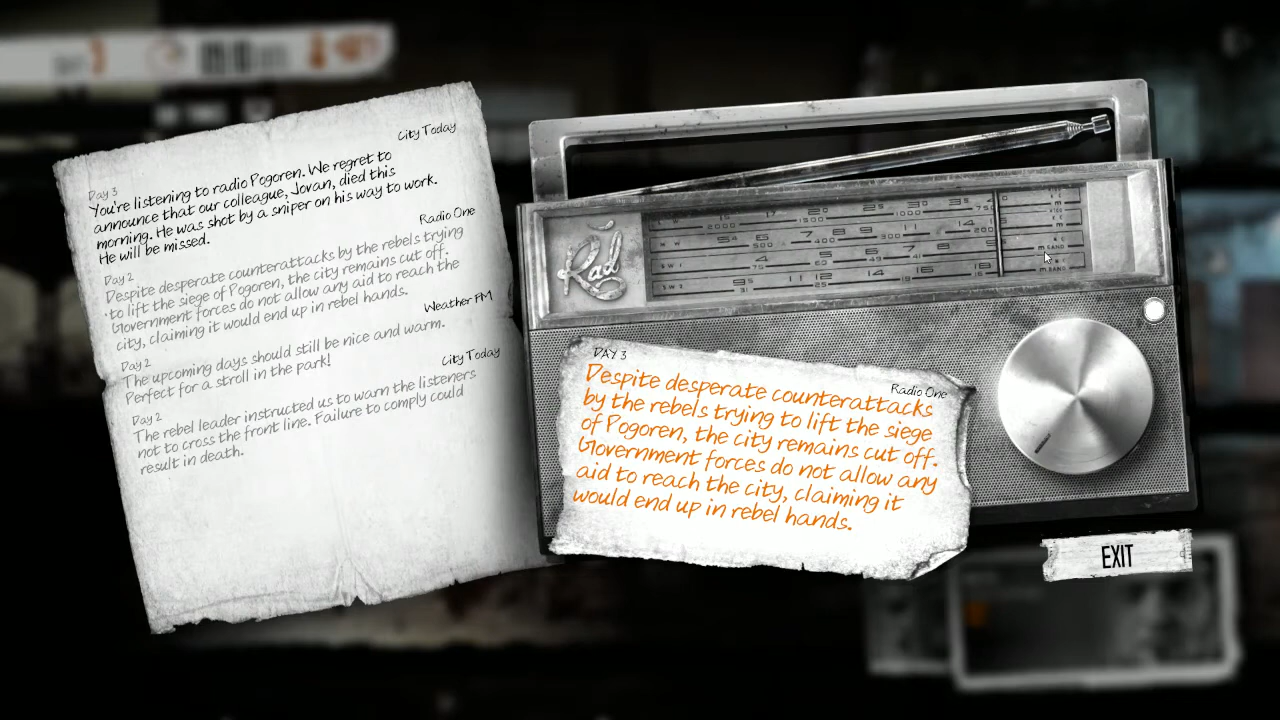 City Today
Day 3
You're listening to radio Pogoren. We regret to
announce that our colleague, Jovan, died this
morning. He was shot by a sniper on his way to work.
He will be missed.
Radio One
Day 2
Despite desperate counterattacks by the rebels trying
to lift the siege of Pogoren, the city remains cut off.
Government forces do not allow any aid to reach the
city, claiming it would end up in rebel hands.
Weather FM
Day 2
The upcoming days should still be nice and warm.
Perfect for a stroll in the park!
City Today
Day 2
The rebel leader instructed us to warn the listeners
not to cross the front line. Failure to comply could
result in death.
Rad
DAY 3
Radio One
Despite desperate counterattacks
by the rebels trying to lift the siege
of Pogoren, the city remains cut off.
Government forces do not allow any
aid to reach the city, claiming it
would end up in rebel hands.
EXIT